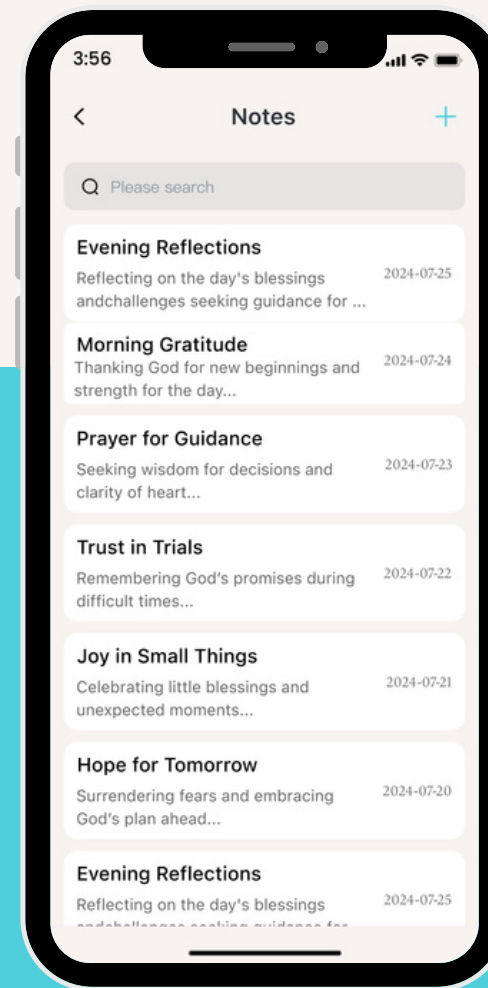 3:56
Notes
Please search
Evening Reflections
Reflecting on the day's blessings
2024-07-25
andchallenges seeking guidance for ...
Morning Gratitude
Thanking God for new beginnings and
2024-07-24
strength for the day...
Prayer for Guidance
Seeking wisdom for decisions and
2024-07-23
clarity of heart...
Trust in Trials
Remembering God's promises during
2024-07-22
difficult times...
Joy in Small Things
Celebrating little blessings and
2024-07-21
unexpected moments...
Hope for Tomorrow
Surrendering fears and embracing
2024-07-20
God's plan ahead...
Evening Reflections
Reflecting on the day's blessings
2024-07-25